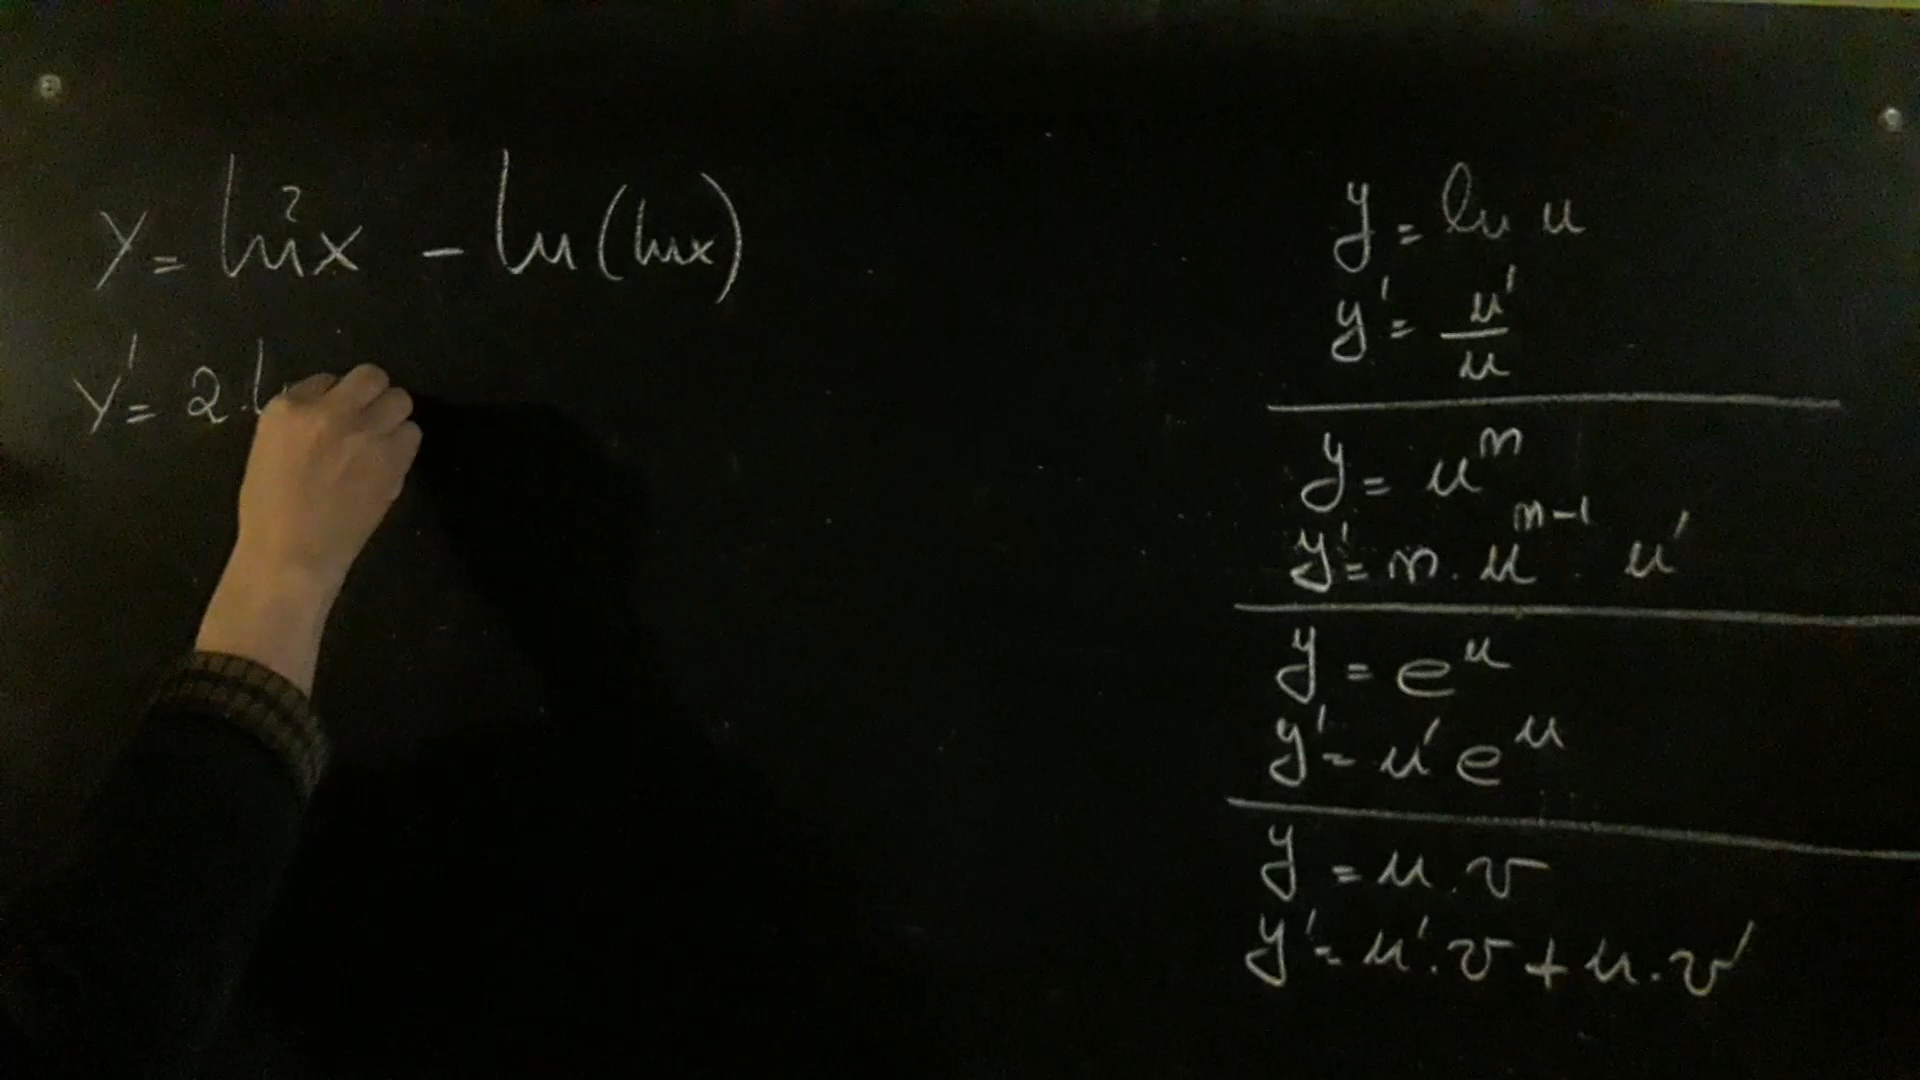 y = ln²x - ln(lnx)
y' = 2.l
y = ln u
y' = u'/u
y = uⁿ
y' = n.uⁿ⁻¹.u'
y = eᵘ
y' = u'eᵘ
y = u.v
y' = u'.v + u.v'